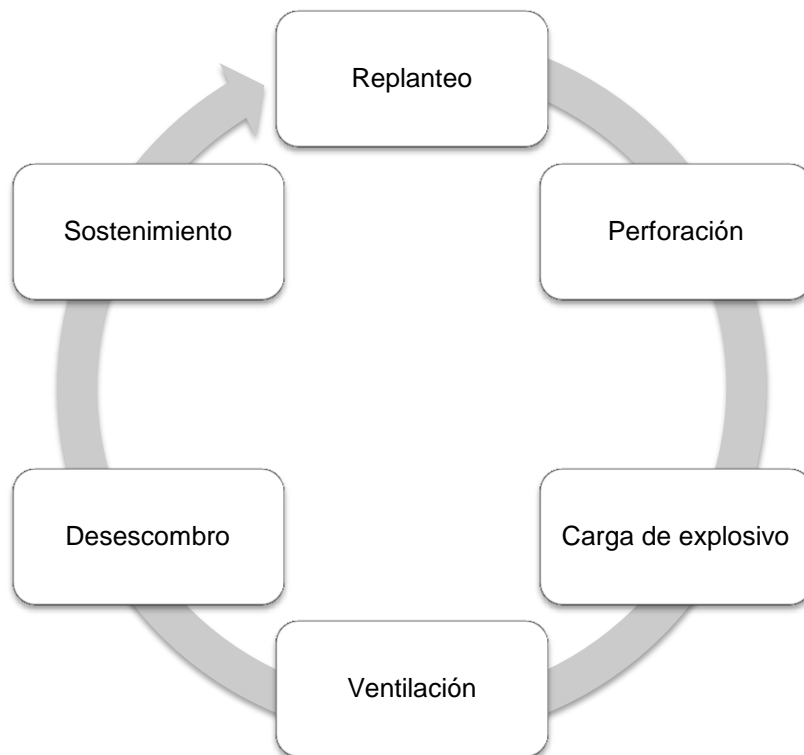 Replanteo
Perforación
Carga de explosivo
Ventilación
Desescombro
Sostenimiento